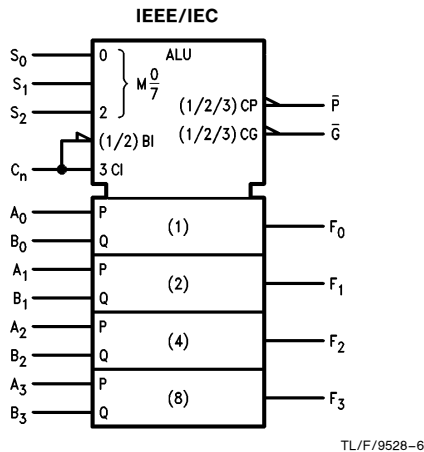 IEEE/IEC
S0 0 ALU
S1 M 0/7
S2 2 (1/2/3) CP P̄
(1/2) BI (1/2/3) CG Ḡ
Cn 3 CI
A0 P (1) F0
B0 Q
A1 P (2) F1
B1 Q
A2 P (4) F2
B2 Q
A3 P (8) F3
B3 Q
TL/F/9528-6